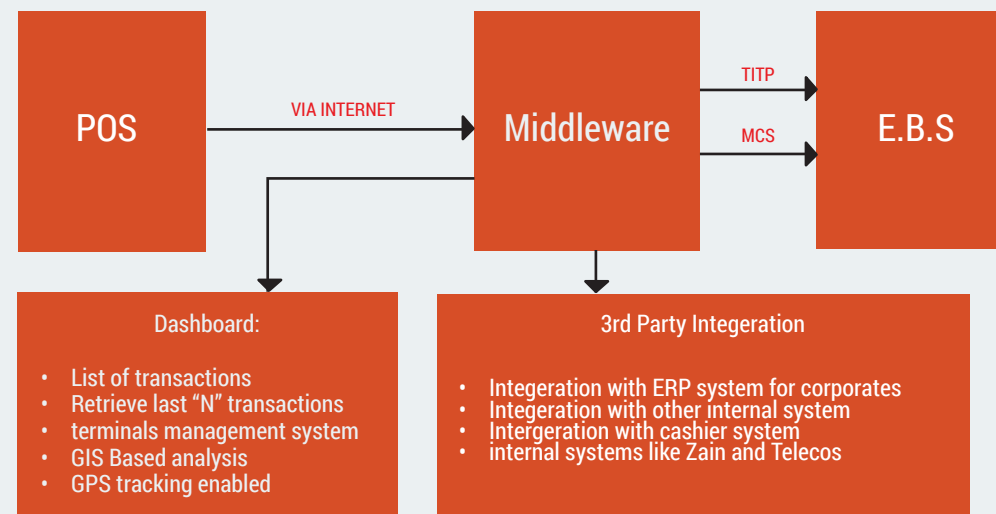 POS
VIA INTERNET
Middleware
TITP
MCS
E.B.S
Dashboard:
• List of transactions
• Retrieve last “N” transactions
• terminals management system
• GIS Based analysis
• GPS tracking enabled
3rd Party Integeration
• Integeration with ERP system for corporates
• Integeration with other internal system
• Intergeration with cashier system
• internal systems like Zain and Telecos